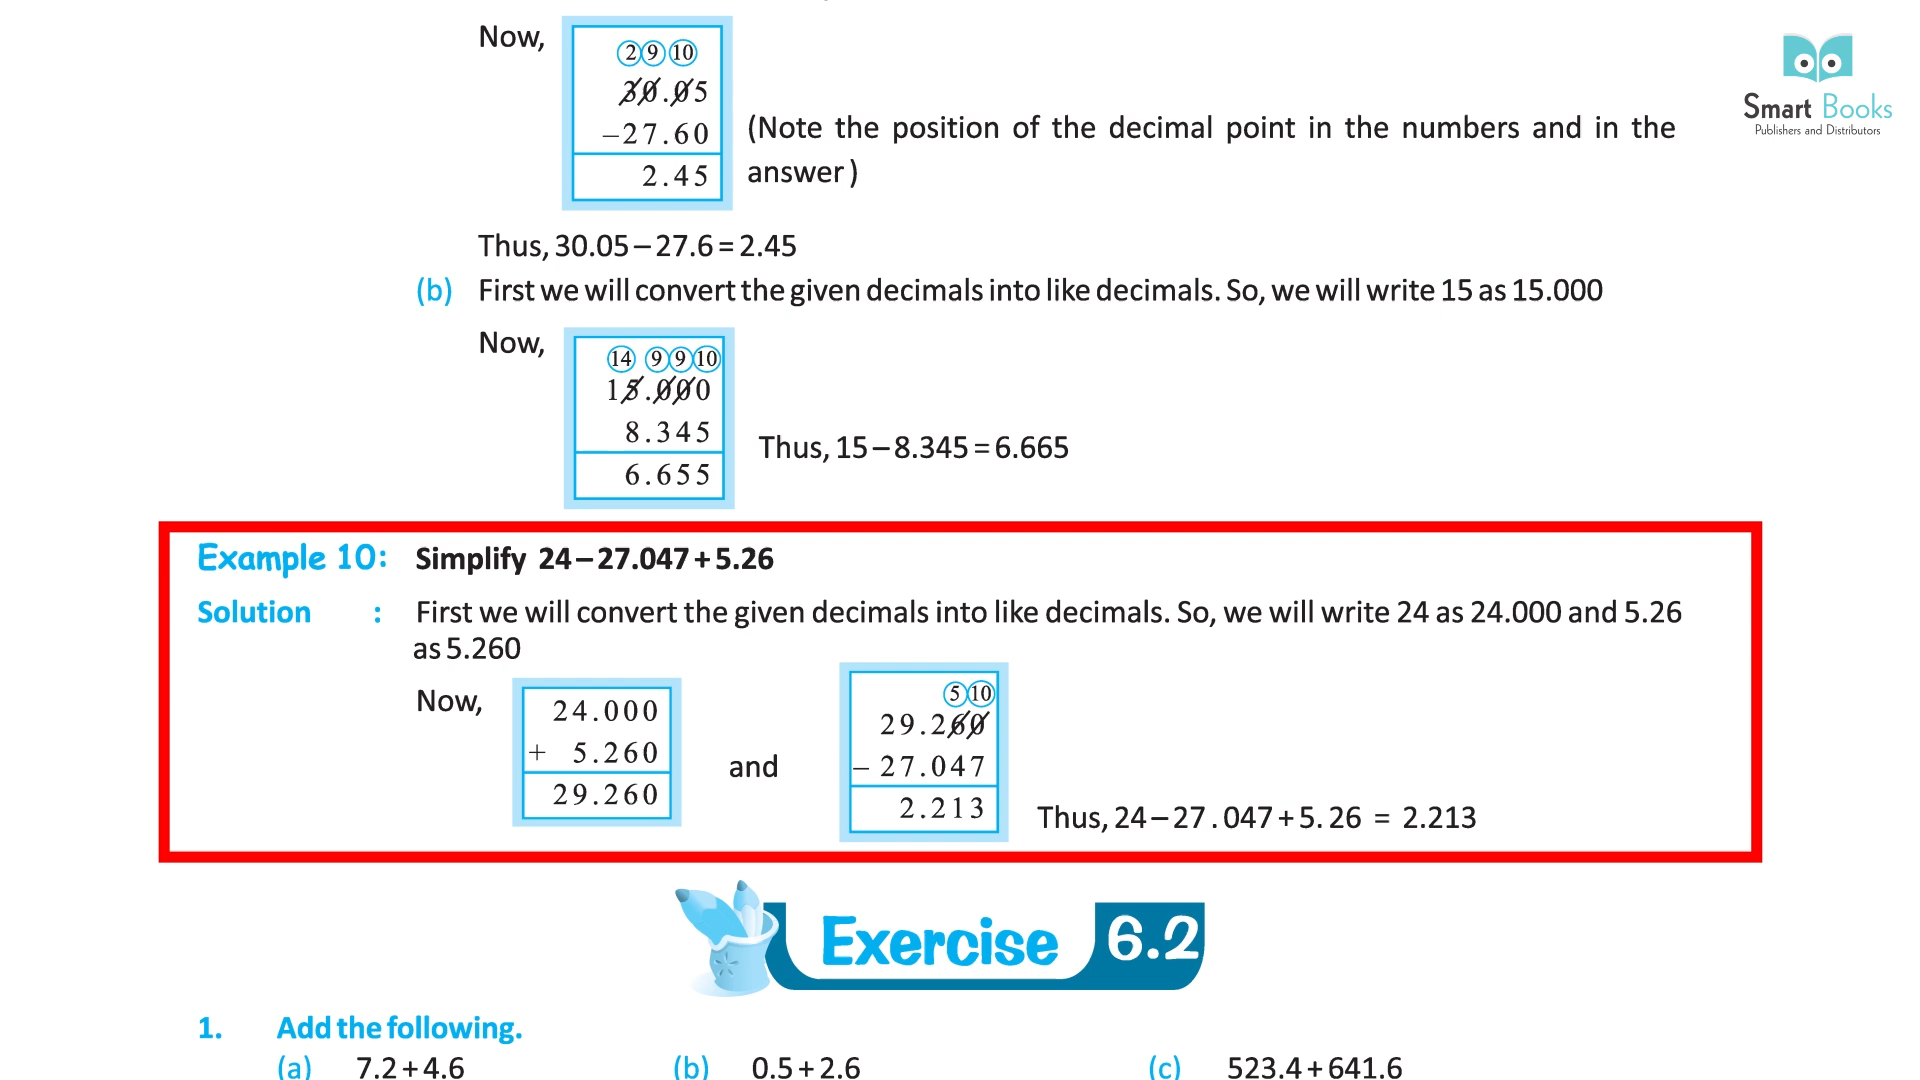 Smart Books
Publishers and Distributors
Now,
2 9 10
30.05
–27.60
2.45
(Note the position of the decimal point in the numbers and in the
answer)
Thus, 30.05 – 27.6 = 2.45
(b) First we will convert the given decimals into like decimals. So, we will write 15 as 15.000
Now,
14 9 9 10
15.000
8.345
6.655
Thus, 15 – 8.345 = 6.665
Example 10: Simplify 24 – 27.047 + 5.26
Solution : First we will convert the given decimals into like decimals. So, we will write 24 as 24.000 and 5.26
as 5.260
Now,
24.000
+ 5.260
29.260
and
5 10
29.260
– 27.047
2.213
Thus, 24 – 27.047 + 5.26 = 2.213
Exercise 6.2
1. Add the following.
(a) 7.2 + 4.6 (b) 0.5 + 2.6 (c) 523.4 + 641.6